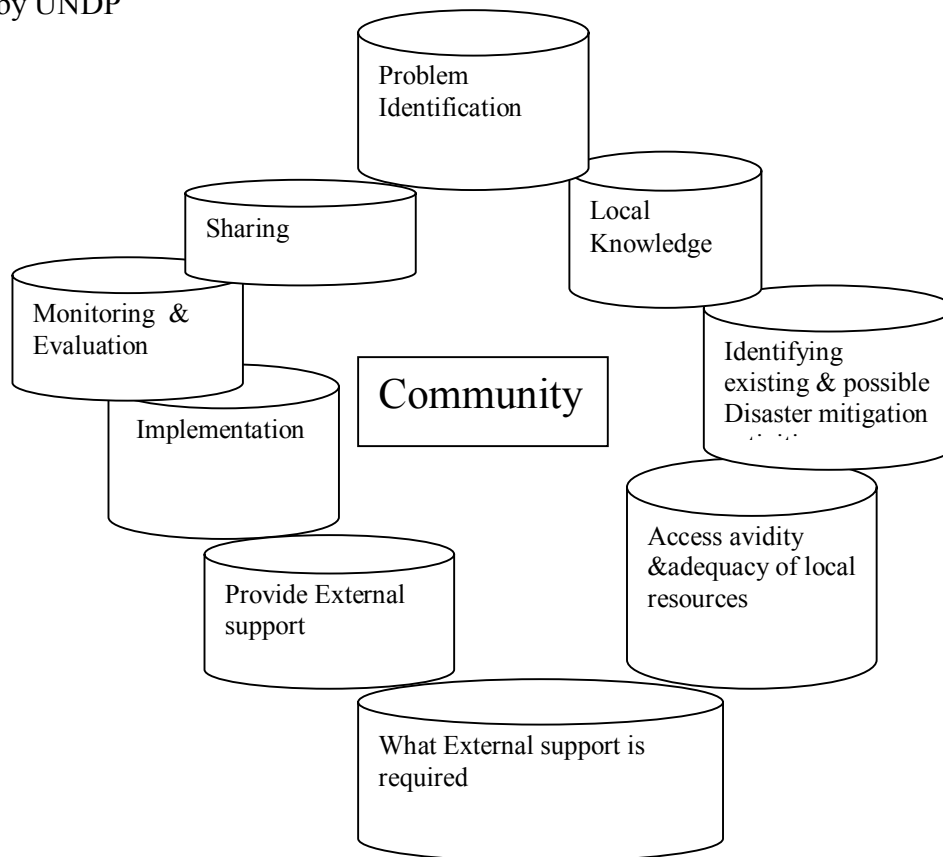 by UNDP
Problem
Identification
Local
Knowledge
Identifying
existing & possible
Disaster mitigation
Access avidity
&adequacy of local
resources
What External support is
required
Provide External
support
Implementation
Monitoring &
Evaluation
Sharing
Community